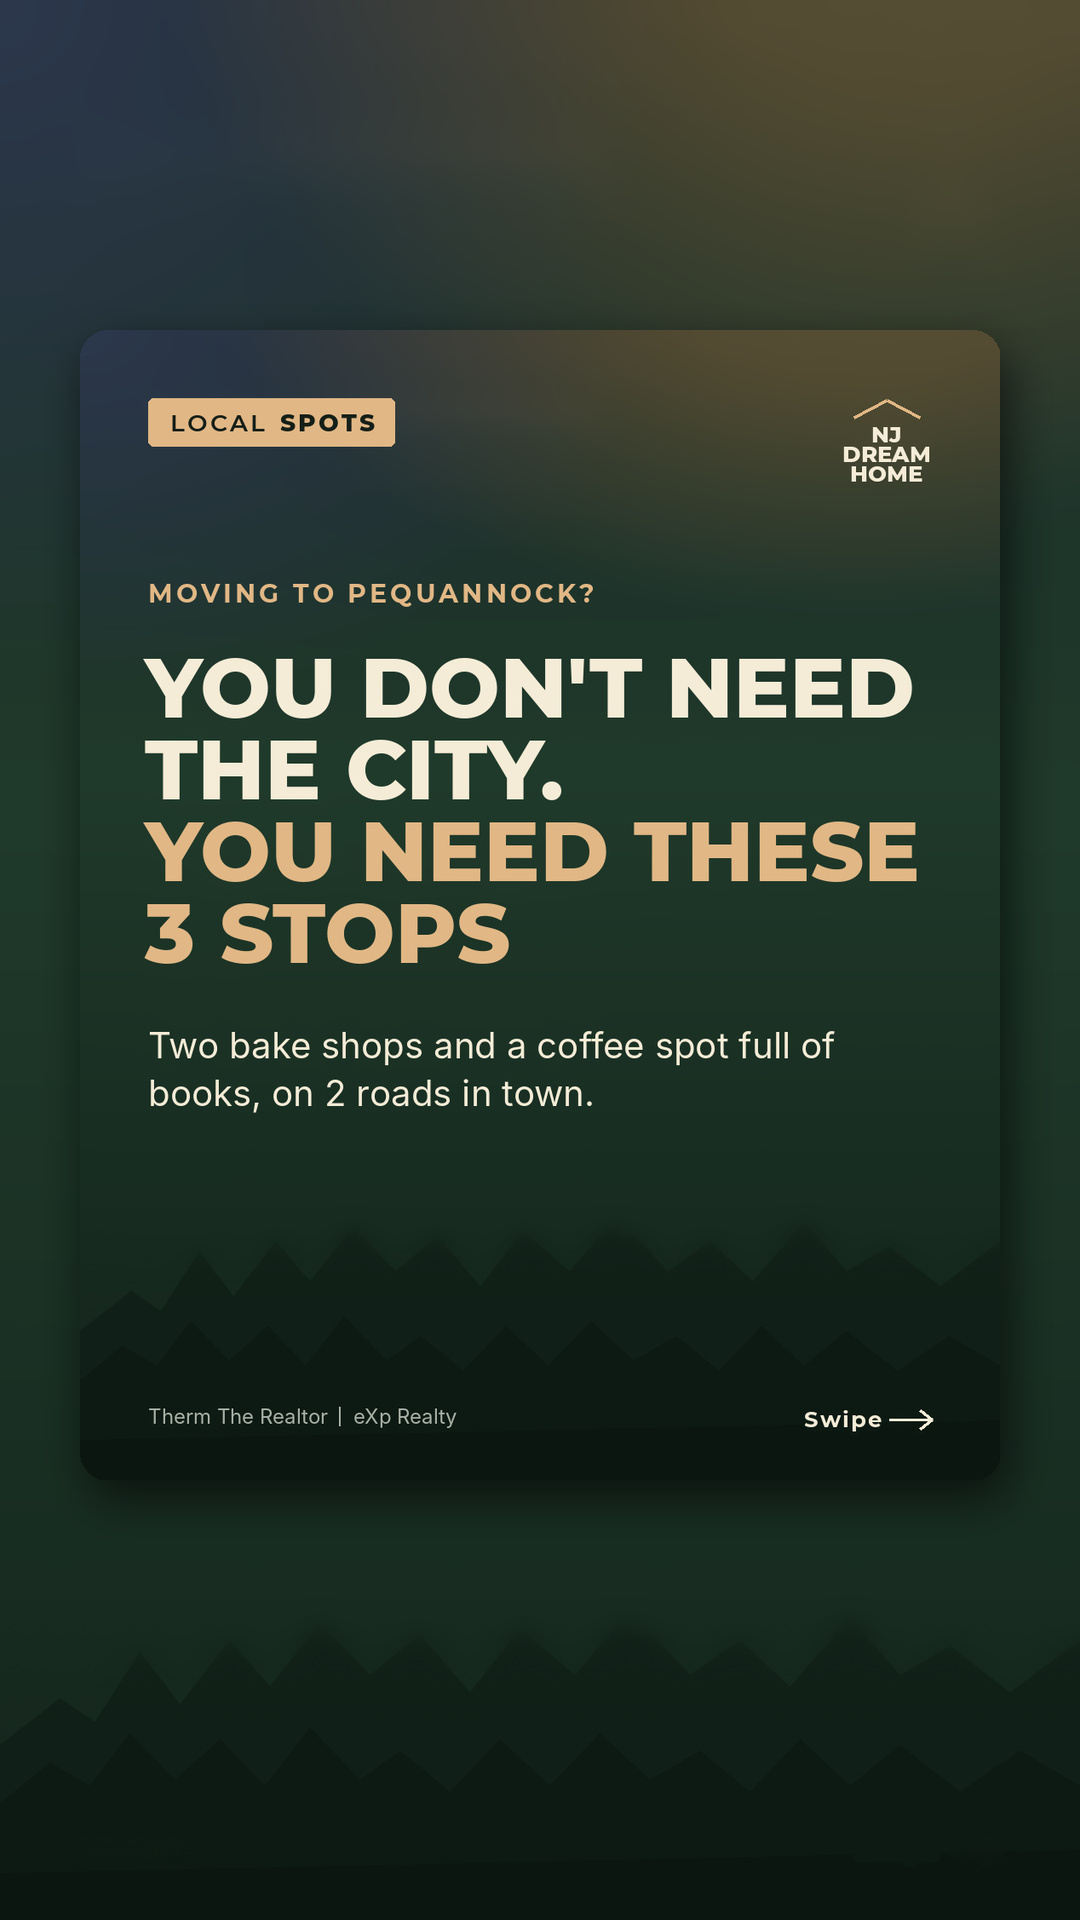 LOCAL SPOTS
NJ
DREAM
HOME
MOVING TO PEQUANNOCK?
YOU DON'T NEED
THE CITY.
YOU NEED THESE
3 STOPS
Two bake shops and a coffee spot full of
books, on 2 roads in town.
Therm The Realtor | eXp Realty
Swipe